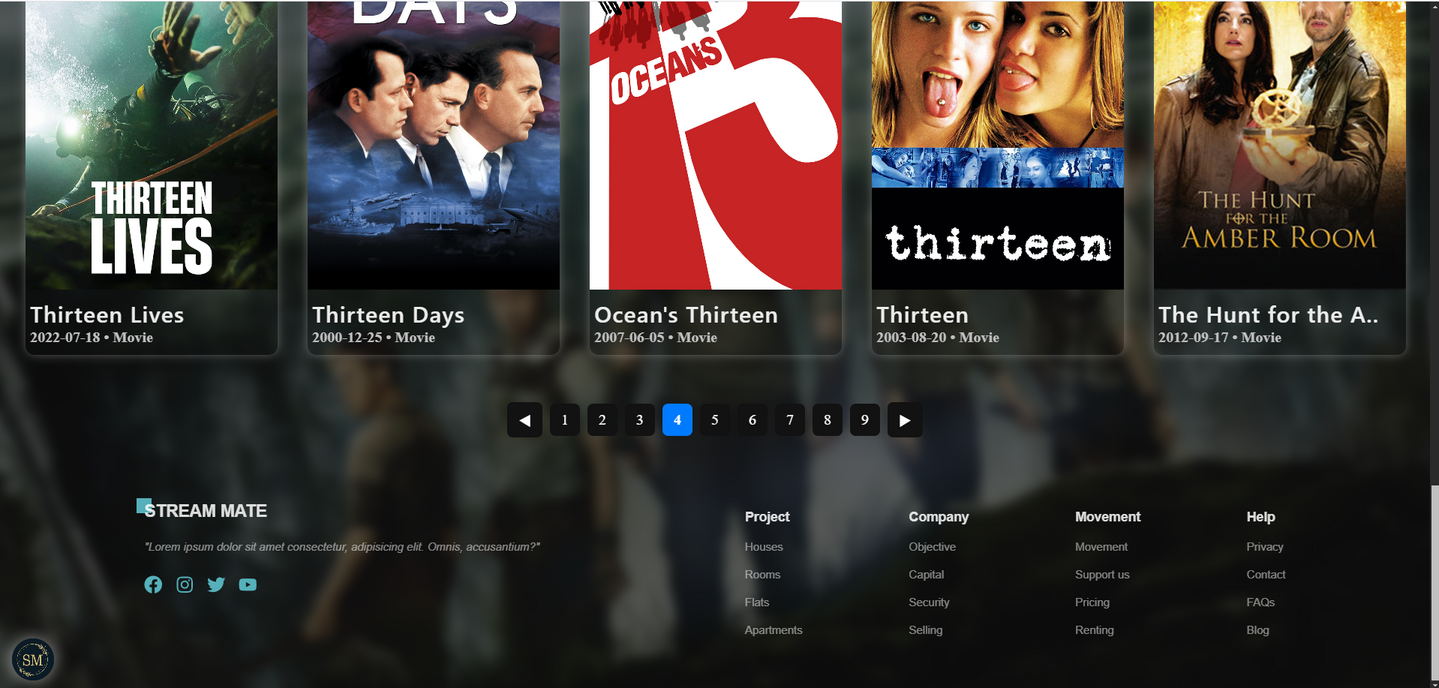 DAYS
OCEANS
THIRTEEN
LIVES
thirteen
THE HUNT
FOR THE
AMBER ROOM
Thirteen Lives
2022-07-18 • Movie
Thirteen Days
2000-12-25 • Movie
Ocean's Thirteen
2007-06-05 • Movie
Thirteen
2003-08-20 • Movie
The Hunt for the A..
2012-09-17 • Movie
◀ 1 2 3 4 5 6 7 8 9 ▶
STREAM MATE
"Lorem ipsum dolor sit amet consectetur, adipisicing elit. Omnis, accusantium?"
Project
Houses
Rooms
Flats
Apartments
Company
Objective
Capital
Security
Selling
Movement
Movement
Support us
Pricing
Renting
Help
Privacy
Contact
FAQs
Blog
SM